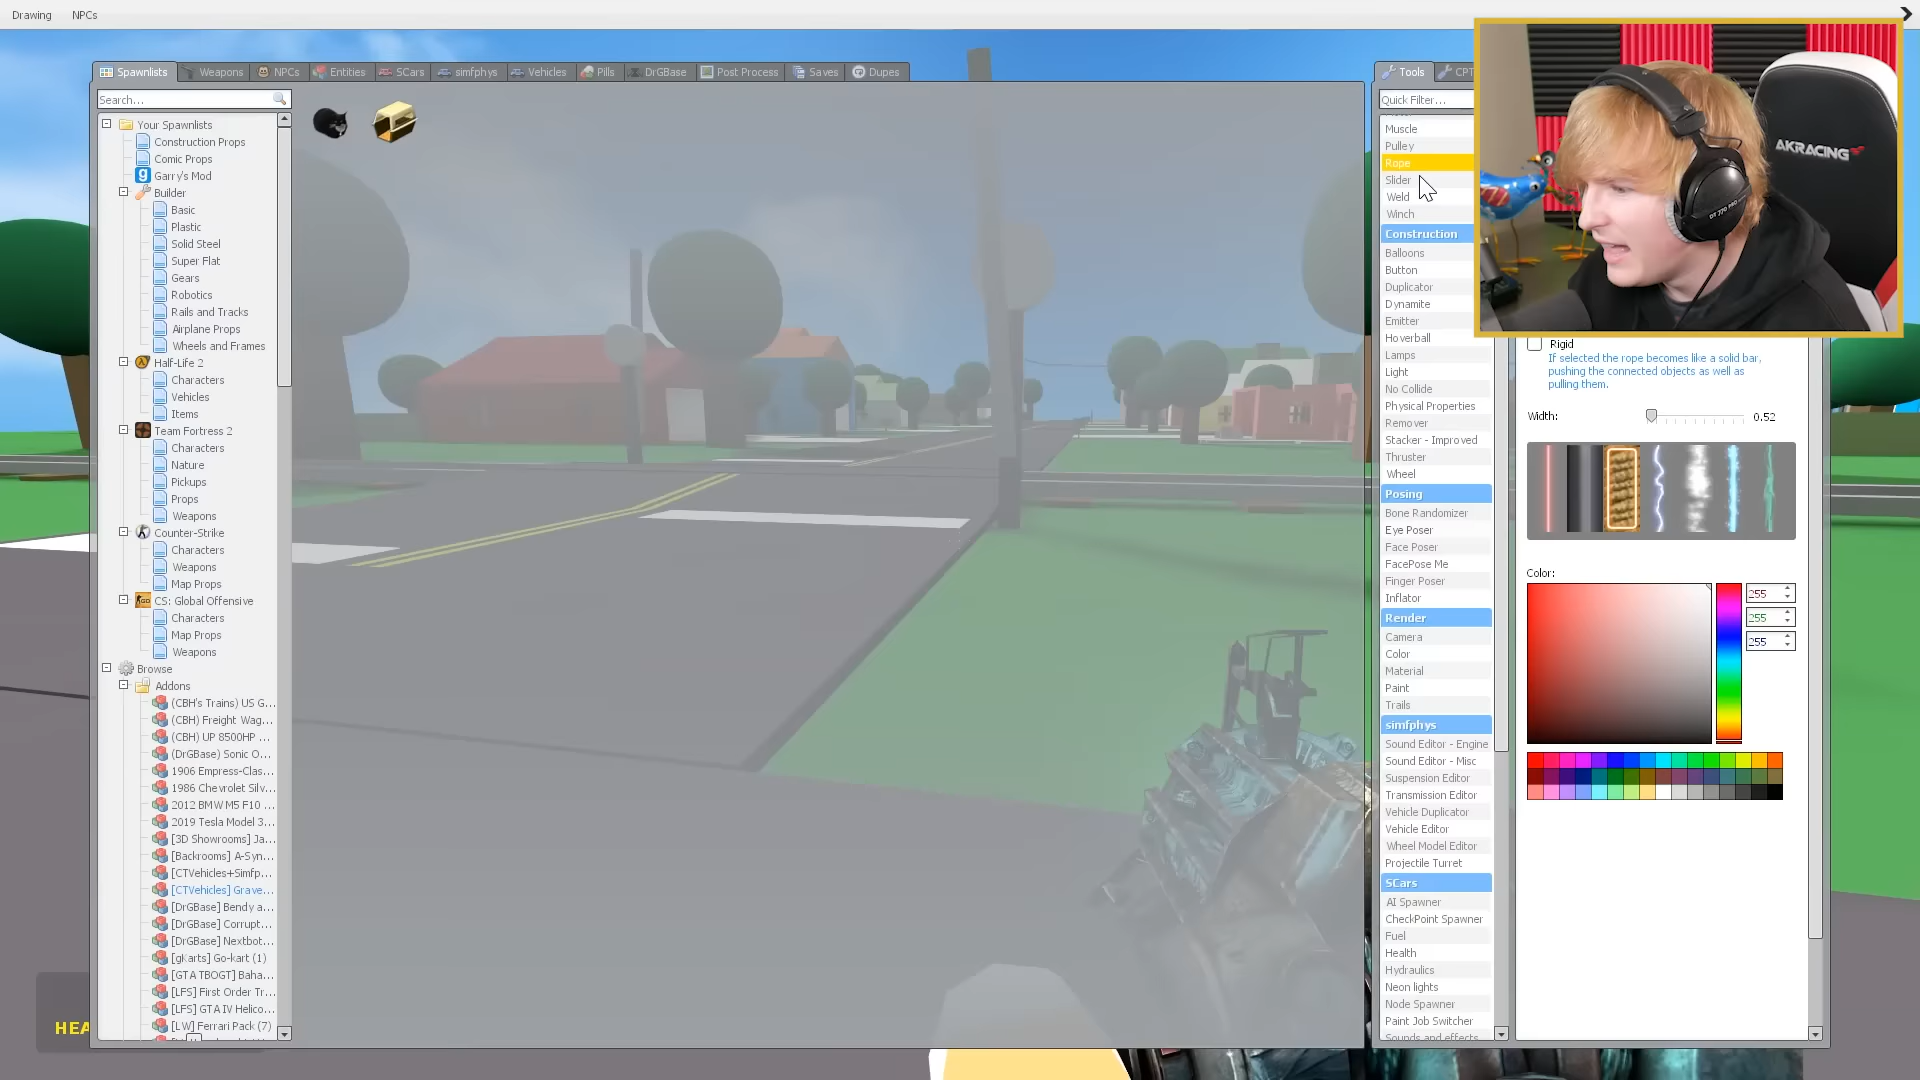 Drawing NPCs
Spawnlists Weapons NPCs Entities SCars simfphys Vehicles Pills DrGBase Post Process Saves Dupes
Search...
Your Spawnlists
Construction Props
Comic Props
Garry's Mod
Builder
Basic
Plastic
Solid Steel
Super Flat
Gears
Robotics
Rails and Tracks
Airplane Props
Wheels and Frames
Half-Life 2
Characters
Vehicles
Items
Team Fortress 2
Characters
Nature
Pickups
Props
Weapons
Counter-Strike
Characters
Weapons
Map Props
CS: Global Offensive
Characters
Map Props
Weapons
Browse
Addons
(CBH's Trains) US G...
(CBH) Freight Wag...
(CBH) UP 8500HP ...
(DrGBase) Sonic O...
1906 Empress-Clas...
1986 Chevrolet Silv...
2012 BMW M5 F10 ...
2019 Tesla Model 3...
[3D Showrooms] Ja...
[Backrooms] A-Syn...
[CTVehicles+Simfp...
[CTVehicles] Grave...
[DrGBase] Bendy a...
[DrGBase] Corrupt...
[DrGBase] Nextbot...
[gKarts] Go-kart (1)
[GTA TBOGT] Baha...
[LFS] First Order Tr...
[LFS] GTA IV Helico...
[LW] Ferrari Pack (7)
HEA
Tools CPT
Quick Filter...
Muscle
Pulley
Rope
Slider
Weld
Winch
Construction
Balloons
Button
Duplicator
Dynamite
Emitter
Hoverball
Lamps
Light
No Collide
Physical Properties
Remover
Stacker - Improved
Thruster
Wheel
Posing
Bone Randomizer
Eye Poser
Face Poser
FacePose Me
Finger Poser
Inflator
Render
Camera
Color
Material
Paint
Trails
simfphys
Sound Editor - Engine
Sound Editor - Misc
Suspension Editor
Transmission Editor
Vehicle Duplicator
Vehicle Editor
Wheel Model Editor
Projectile Turret
SCars
AI Spawner
CheckPoint Spawner
Fuel
Health
Hydraulics
Neon lights
Node Spawner
Paint Job Switcher
Sounds and effects
AKRACING
DT 770 PRO
Rigid
If selected the rope becomes like a solid bar,
pushing the connected objects as well as
pulling them.
Width: 0.52
Color:
255
255
255